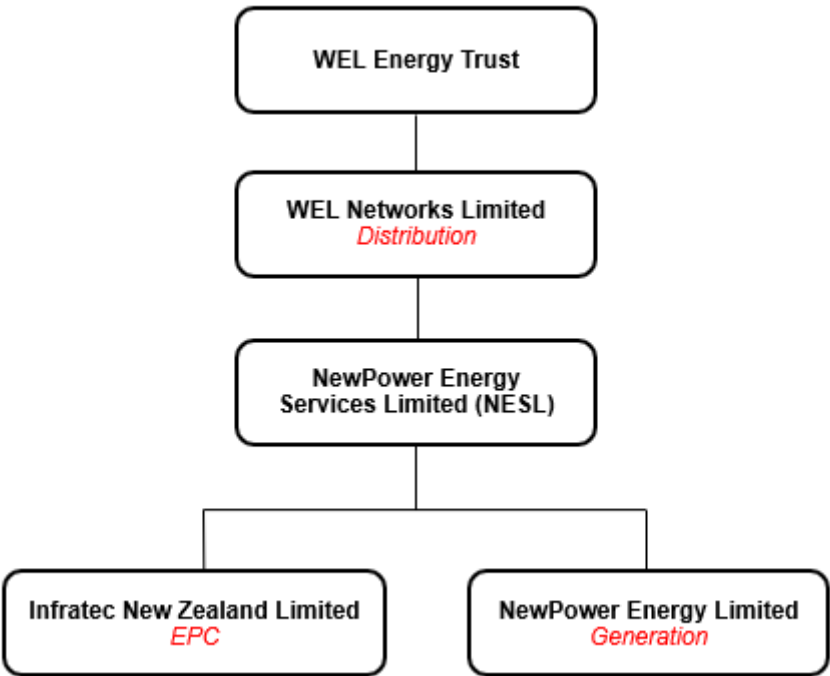 WEL Energy Trust
WEL Networks Limited
Distribution
NewPower Energy
Services Limited (NESL)
Infratec New Zealand Limited
EPC
NewPower Energy Limited
Generation